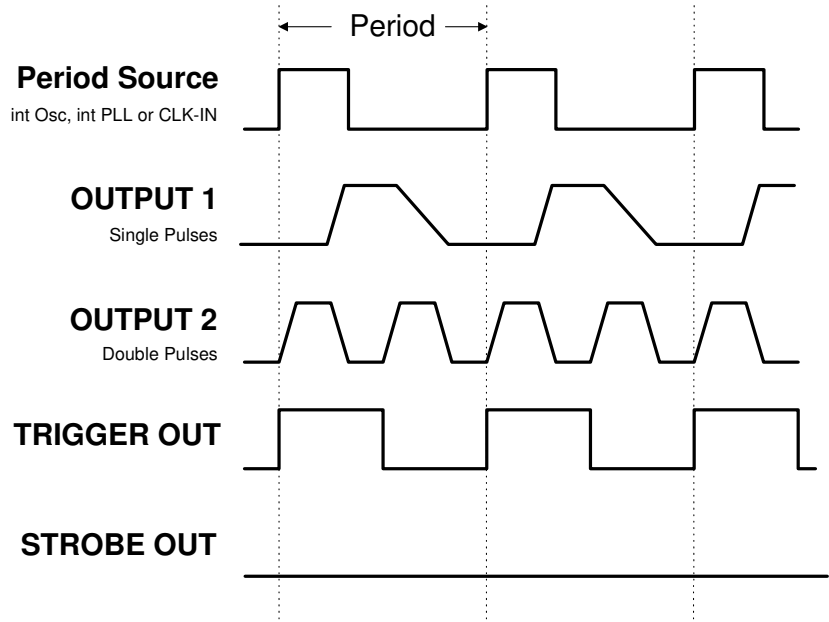 Period
Period Source
int Osc, int PLL or CLK-IN
OUTPUT 1
Single Pulses
OUTPUT 2
Double Pulses
TRIGGER OUT
STROBE OUT